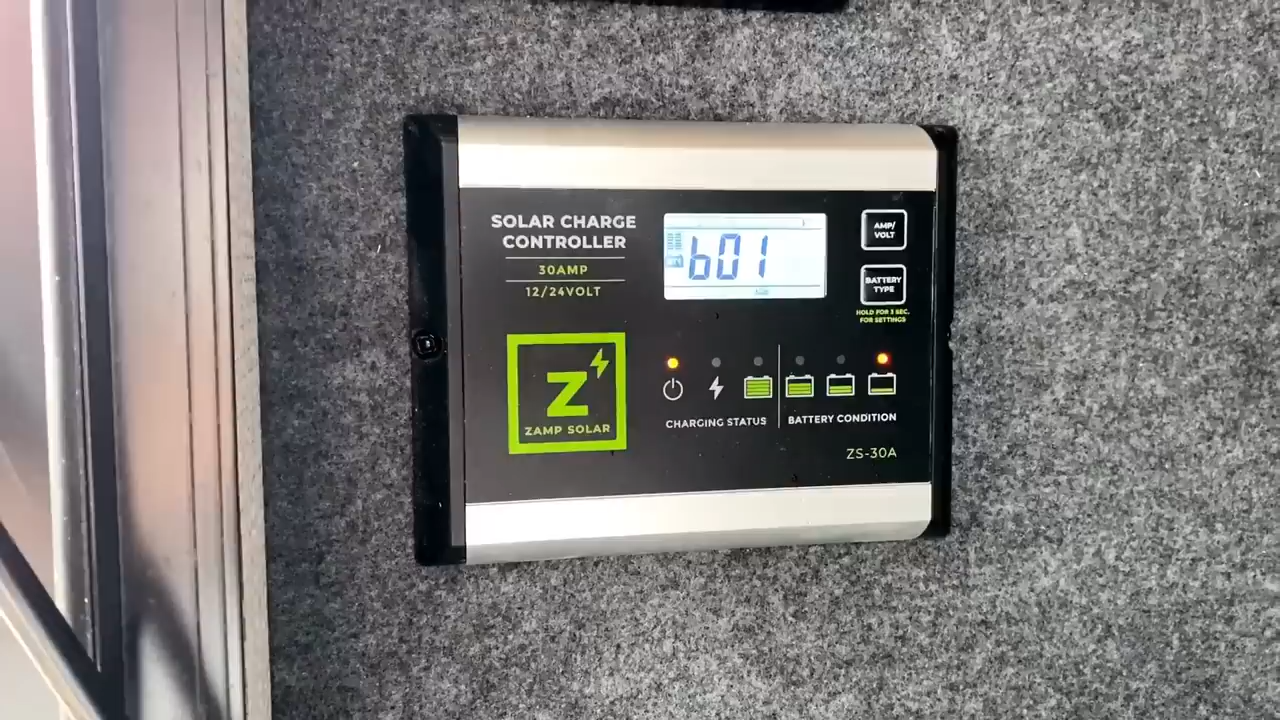 SOLAR CHARGE
CONTROLLER
30AMP
12/24VOLT
b01
AMP/
VOLT
BATTERY
TYPE
HOLD FOR 3 SEC.
FOR SETTINGS
Z
ZAMP SOLAR
CHARGING STATUS
BATTERY CONDITION
ZS-30A